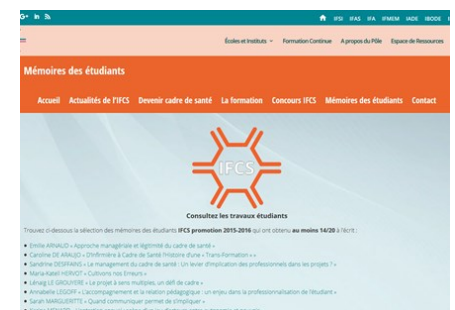 G+ in
IFSI IFAS IFA IFMEM IADE IBODE
Écoles et Instituts Formation Continue A propos du Pôle Espace de Ressources
Mémoires des étudiants
Accueil Actualités de l'IFCS Devenir cadre de santé La formation Concours IFCS Mémoires des étudiants Contact
IFCS
Consultez les travaux étudiants
Trouvez ci-dessous la sélection des mémoires des étudiants IFCS promotion 2015-2016 qui ont obtenu au moins 14/20 à l'écrit :
Emilie ARNAUD « Approche managériale et légitimité du cadre de santé »
Caroline DE ARAUJO « D'infirmière à Cadre de Santé l'histoire d'une « Trans-Formation » »
Sandrine DESPRAINS « Le management du cadre de santé : Un levier d'implication des professionnels dans les projets ? »
Maria-Katell HERVOT « Cultivons nos Erreurs »
Lénaïg LE GROUYERE « Le projet à sens multiples, un défi de cadre »
Annabelle LEGOFF « L'accompagnement et la relation pédagogique : un enjeu dans la professionnalisation de l'étudiant »
Sarah MARGUERITTE « Quand communiquer permet de s'impliquer »